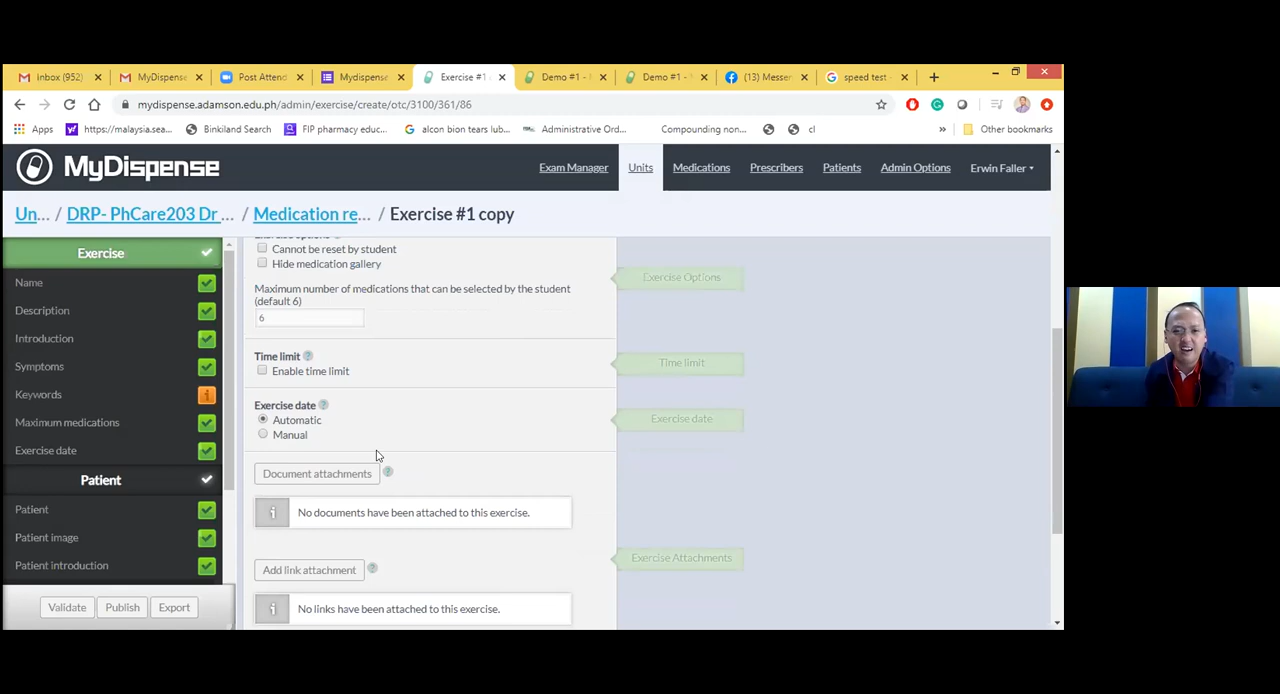 Inbox (952)
MyDispense
Post Attend
Mydispense
Exercise #1
Demo #1 -
Demo #1 -
(13) Messen
speed test -
mydispense.adamson.edu.ph/admin/exercise/create/otc/3100/361/86
Apps
https://malaysia.sea...
Binkiland Search
FIP pharmacy educ...
alcon bion tears lub...
Administrative Ord...
Compounding non...
cl
»
Other bookmarks
MyDispense
Exam Manager
Units
Medications
Prescribers
Patients
Admin Options
Erwin Faller
Un... / DRP- PhCare203 Dr ... / Medication re... / Exercise #1 copy
Exercise
Name
Description
Introduction
Symptoms
Keywords
Maximum medications
Exercise date
Patient
Patient
Patient image
Patient introduction
Validate
Publish
Export
Exercise options
Cannot be reset by student
Hide medication gallery
Maximum number of medications that can be selected by the student
(default 6)
6
Time limit ?
Enable time limit
Exercise date ?
Automatic
Manual
Document attachments ?
i No documents have been attached to this exercise.
Add link attachment ?
i No links have been attached to this exercise.
Exercise Options
Time limit
Exercise date
Exercise Attachments